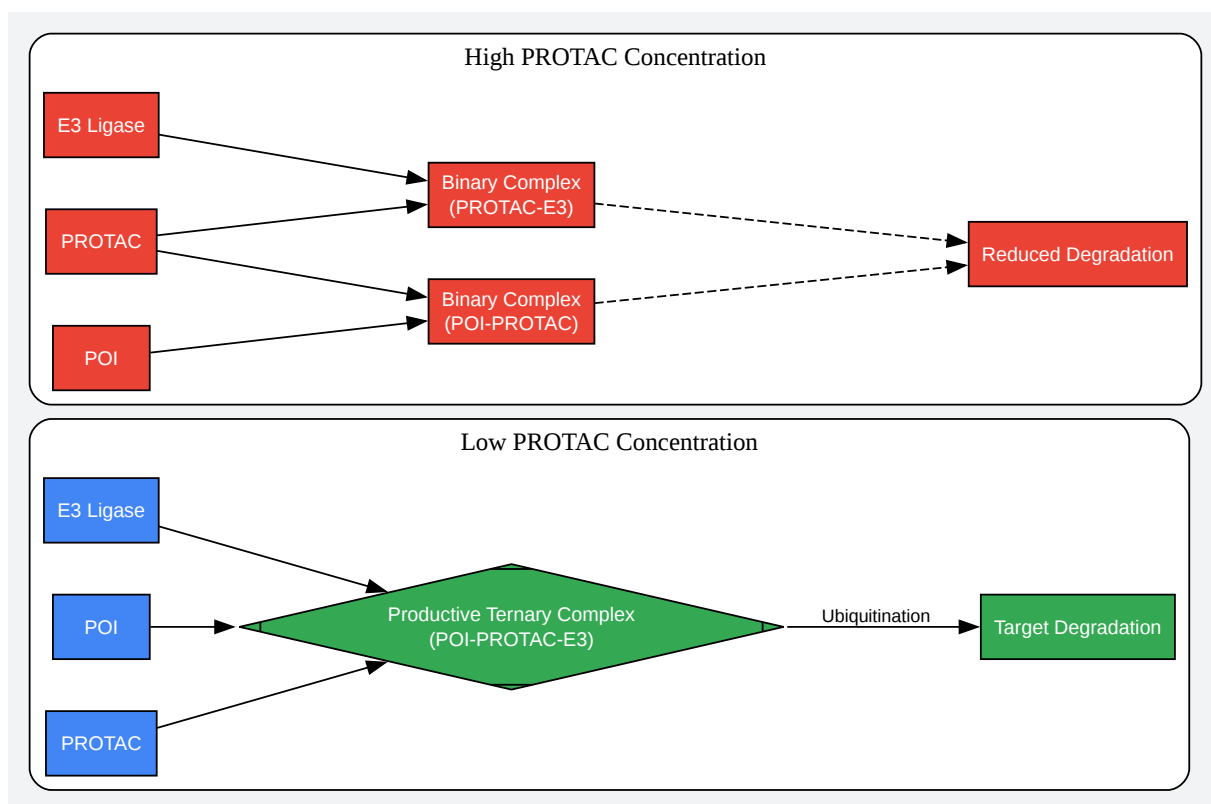 High PROTAC Concentration
E3 Ligase
PROTAC
POI
Binary Complex
(PROTAC-E3)
Binary Complex
(POI-PROTAC)
Reduced Degradation
Low PROTAC Concentration
E3 Ligase
POI
PROTAC
Productive Ternary Complex
(POI-PROTAC-E3)
Ubiquitination
Target Degradation